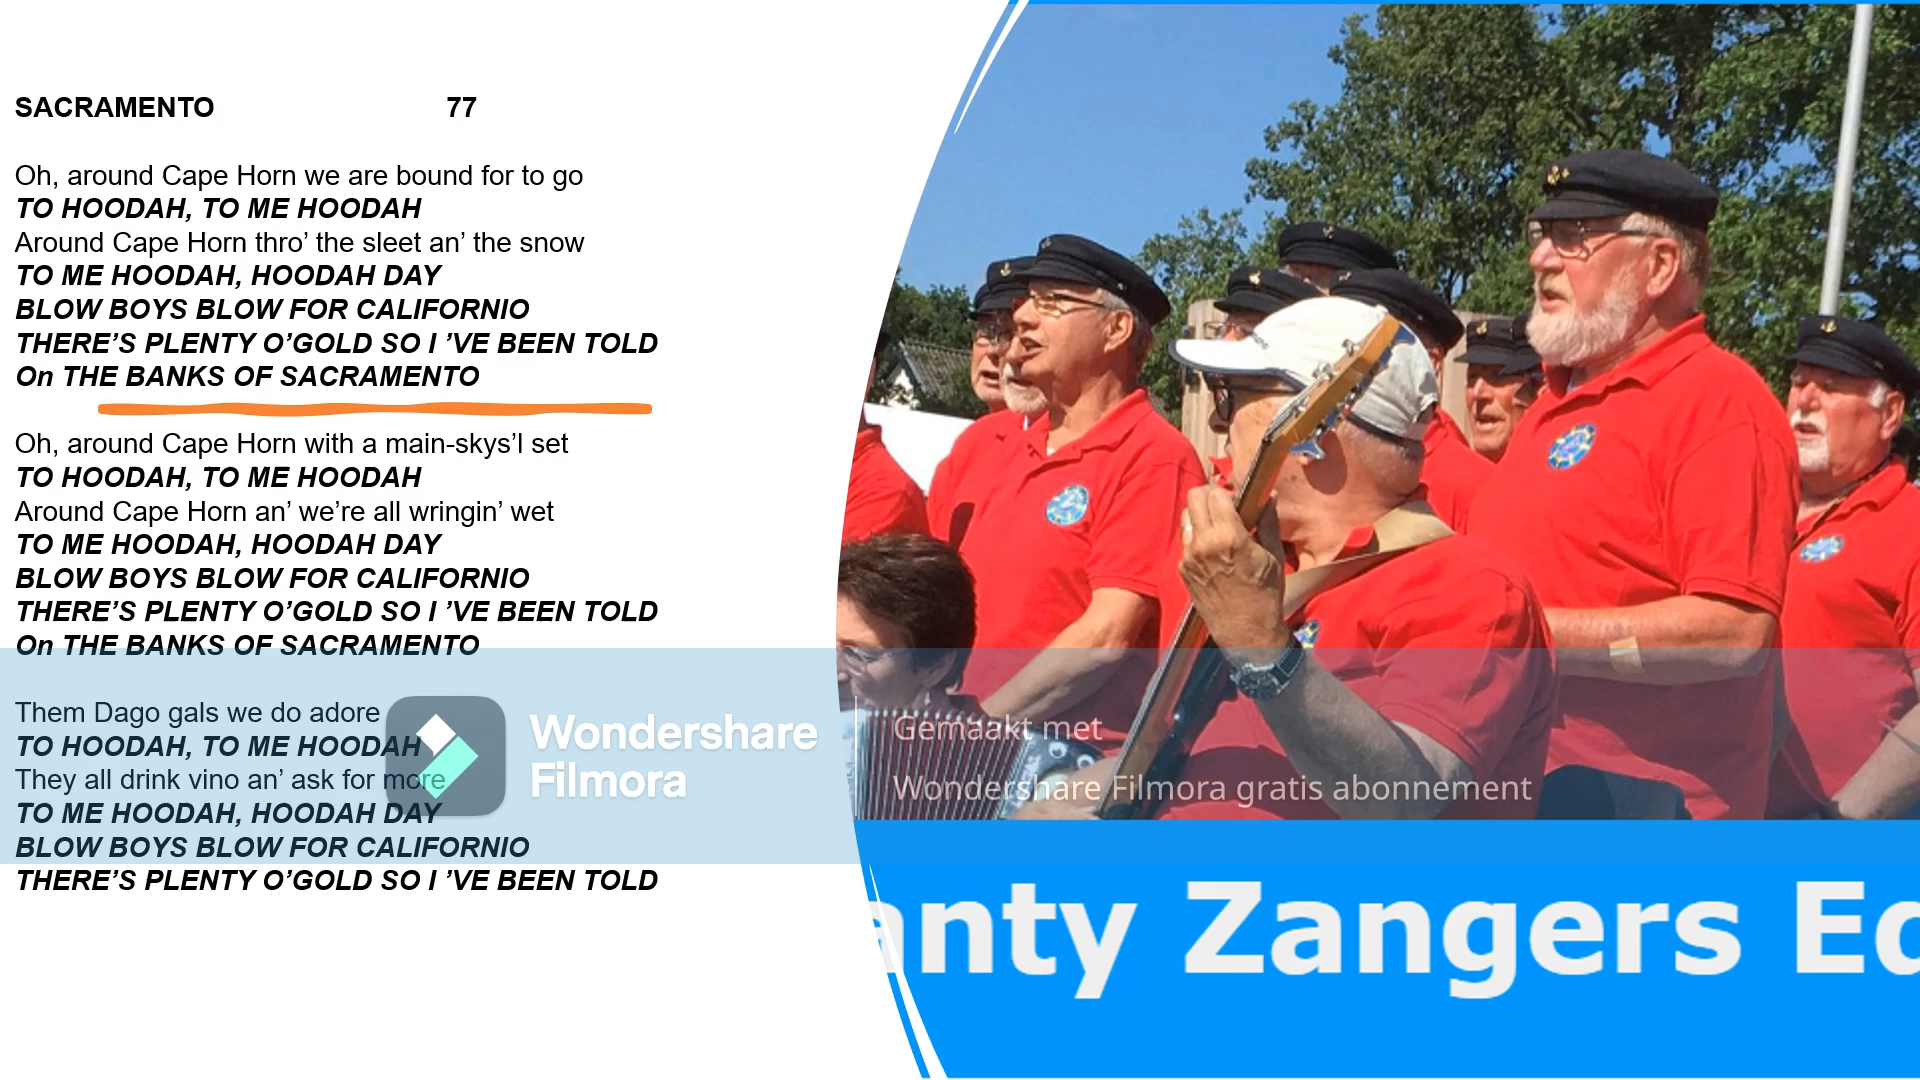 SACRAMENTO 77
Oh, around Cape Horn we are bound for to go
TO HOODAH, TO ME HOODAH
Around Cape Horn thro’ the sleet an’ the snow
TO ME HOODAH, HOODAH DAY
BLOW BOYS BLOW FOR CALIFORNIO
THERE’S PLENTY O’GOLD SO I ’VE BEEN TOLD
On THE BANKS OF SACRAMENTO
Oh, around Cape Horn with a main-skys’l set
TO HOODAH, TO ME HOODAH
Around Cape Horn an’ we’re all wringin’ wet
TO ME HOODAH, HOODAH DAY
BLOW BOYS BLOW FOR CALIFORNIO
THERE’S PLENTY O’GOLD SO I ’VE BEEN TOLD
On THE BANKS OF SACRAMENTO
Them Dago gals we do adore
TO HOODAH, TO ME HOODAH
They all drink vino an’ ask for more
TO ME HOODAH, HOODAH DAY
BLOW BOYS BLOW FOR CALIFORNIO
THERE’S PLENTY O’GOLD SO I ’VE BEEN TOLD
Wondershare
Filmora
Gemaakt met
Wondershare Filmora gratis abonnement
anty Zangers Ed